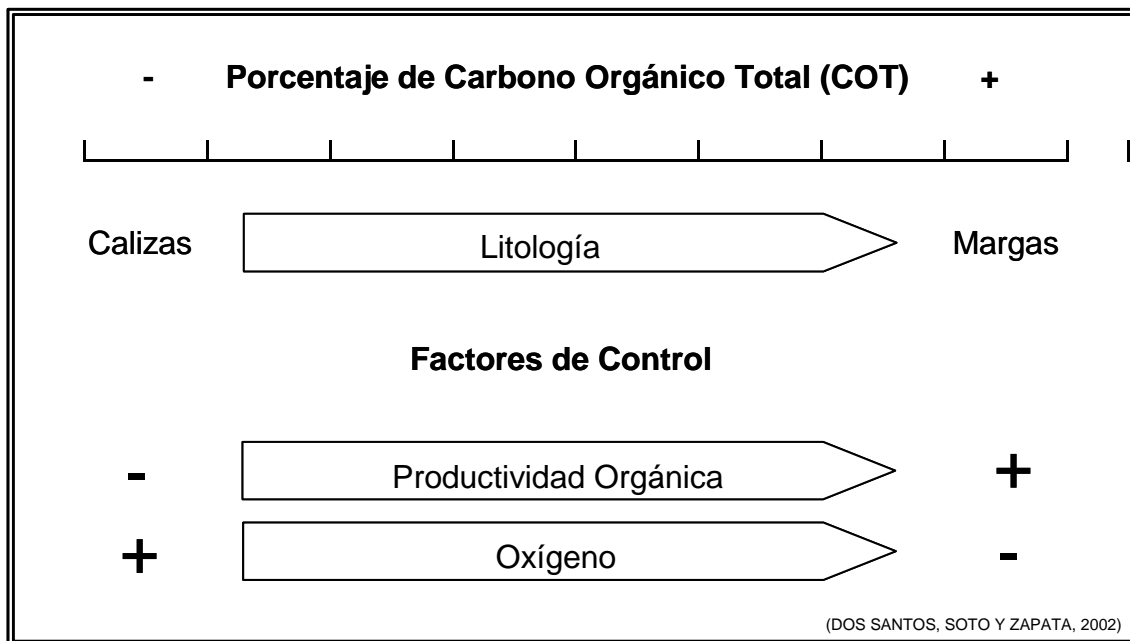 - Porcentaje de Carbono Orgánico Total (COT) +
Calizas Litología Margas
Factores de Control
- Productividad Orgánica +
+ Oxígeno -
(DOS SANTOS, SOTO Y ZAPATA, 2002)